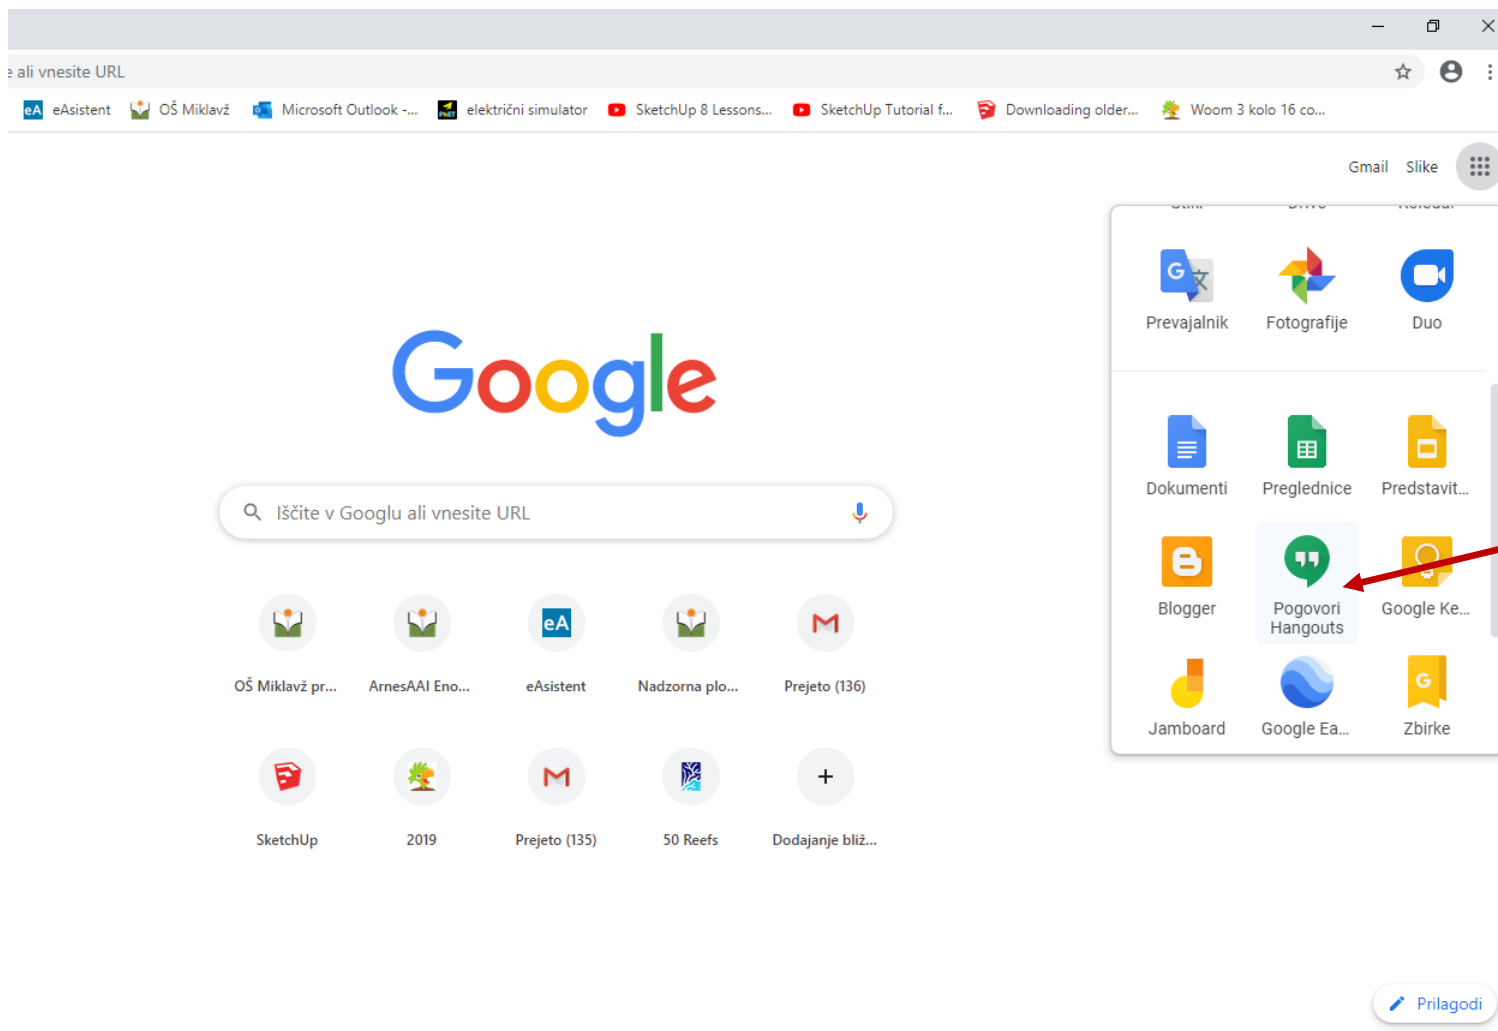 e ali vnesite URL
eA eAsistent OŠ Miklavž Microsoft Outlook -... električni simulator SketchUp 8 Lessons... SketchUp Tutorial f... Downloading older... Woom 3 kolo 16 co...
Gmail Slike
Prevajalnik Fotografije Duo
Google
Dokumenti Preglednice Predstavit...
Iščite v Googlu ali vnesite URL
Blogger Pogovori Hangouts Google Ke...
eA
OŠ Miklavž pr... ArnesAAI Eno... eAsistent Nadzorna plo... Prejeto (136)
Jamboard Google Ea... Zbirke
SketchUp 2019 Prejeto (135) 50 Reefs Dodajanje bliž...
Prilagodi